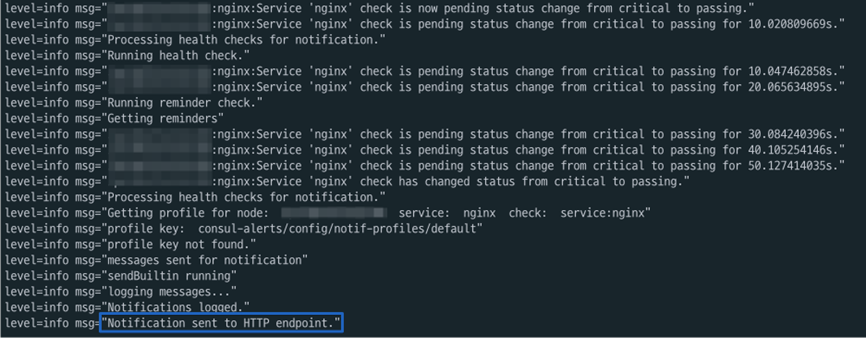 level=info msg=":nginx:Service 'nginx' check is now pending status change from critical to passing."
level=info msg=":nginx:Service 'nginx' check is pending status change from critical to passing for 10.020809669s."
level=info msg="Processing health checks for notification."
level=info msg="Running health check."
level=info msg=":nginx:Service 'nginx' check is pending status change from critical to passing for 10.047462858s."
level=info msg=":nginx:Service 'nginx' check is pending status change from critical to passing for 20.065634895s."
level=info msg="Running reminder check."
level=info msg="Getting reminders"
level=info msg=":nginx:Service 'nginx' check is pending status change from critical to passing for 30.084240396s."
level=info msg=":nginx:Service 'nginx' check is pending status change from critical to passing for 40.105254146s."
level=info msg=":nginx:Service 'nginx' check is pending status change from critical to passing for 50.127414035s."
level=info msg=":nginx:Service 'nginx' check has changed status from critical to passing."
level=info msg="Processing health checks for notification."
level=info msg="Getting profile for node: service: nginx check: service:nginx"
level=info msg="profile key: consul-alerts/config/notif-profiles/default"
level=info msg="profile key not found."
level=info msg="messages sent for notification"
level=info msg="sendBuiltin running"
level=info msg="logging messages..."
level=info msg="Notifications logged."
level=info msg="Notification sent to HTTP endpoint."